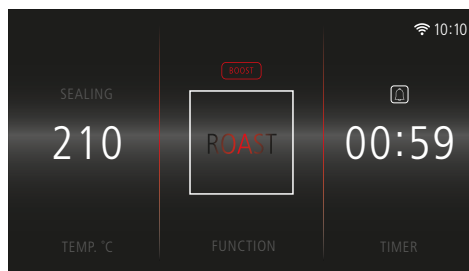 10:10
BOOST
SEALING
210
ROAST
00:59
TEMP. °C
FUNCTION
TIMER